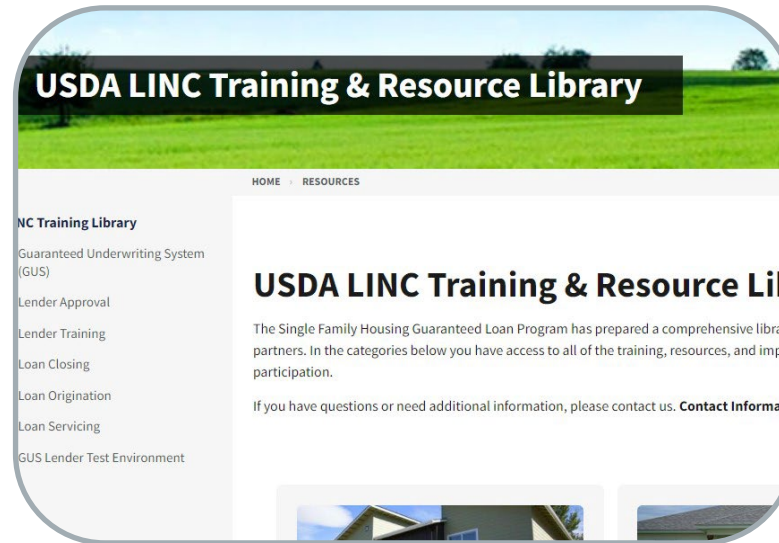 USDA LINC Training & Resource Library
HOME › RESOURCES
NC Training Library
Guaranteed Underwriting System
(GUS)
Lender Approval
Lender Training
Loan Closing
Loan Origination
Loan Servicing
GUS Lender Test Environment
USDA LINC Training & Resource Li
The Single Family Housing Guaranteed Loan Program has prepared a comprehensive libra
partners. In the categories below you have access to all of the training, resources, and imp
participation.
If you have questions or need additional information, please contact us. Contact Informa